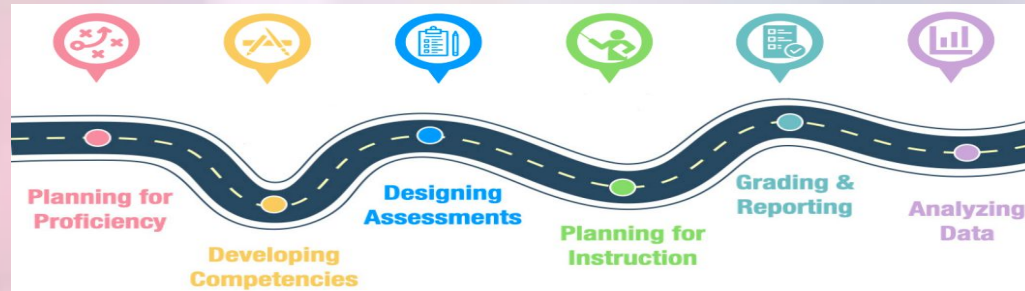 Planning for
Proficiency
Developing
Competencies
Designing
Assessments
Planning for
Instruction
Grading &
Reporting
Analyzing
Data